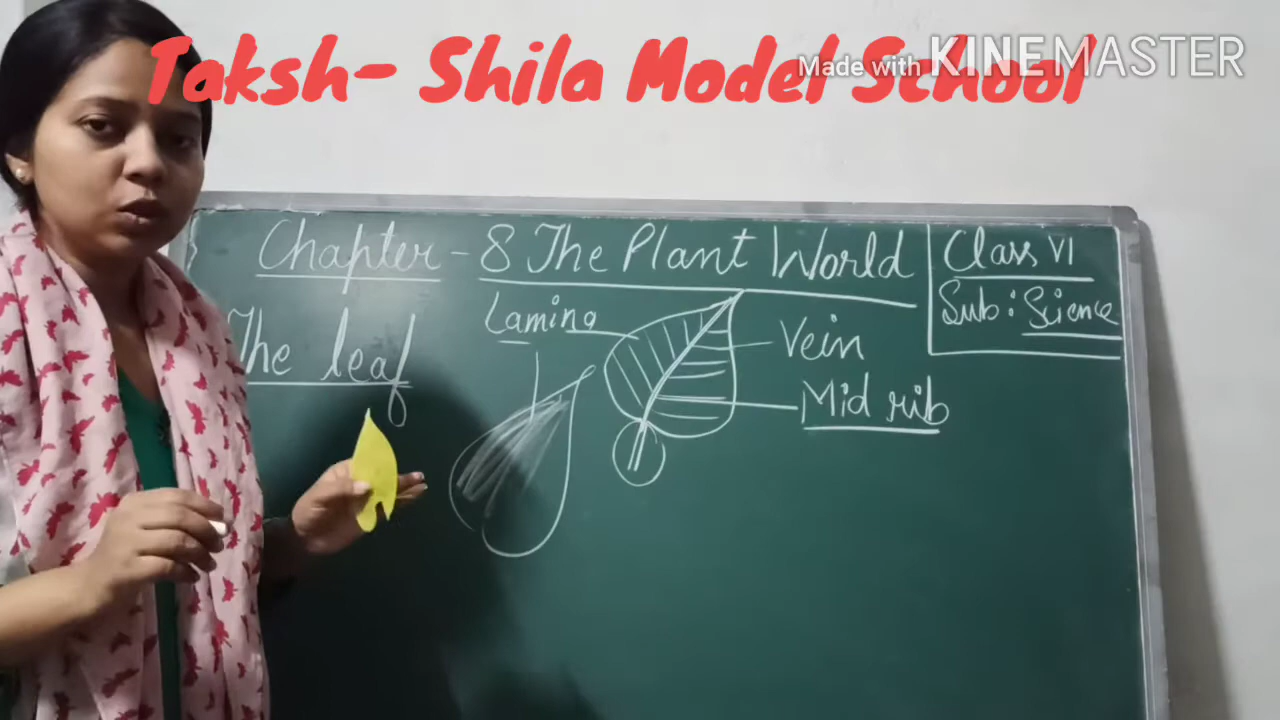 Taksh- Shila Model School
Made with KINEMASTER
Chapter - 8 The Plant World
Class VI
Sub: Science
The leaf
Lamina
Vein
Mid rib